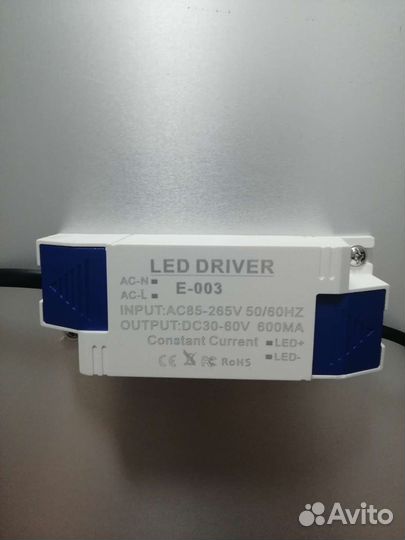 LED DRIVER
AC-N
E-003
AC-L
INPUT:AC85-265V 50/60HZ
OUTPUT:DC30-60V 600MA
Constant Current
LED+
LED-
CE FC RoHS
Avito